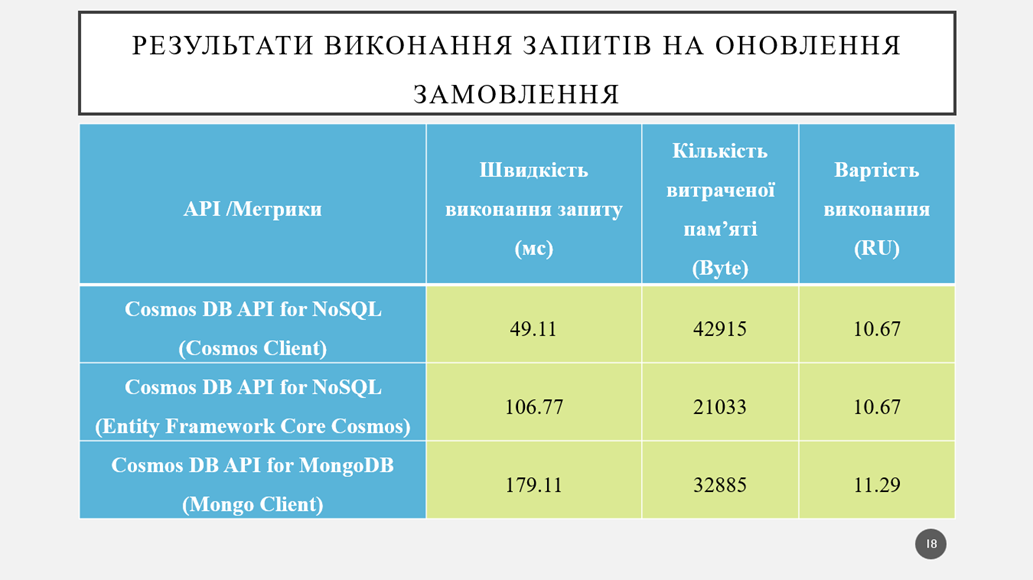 РЕЗУЛЬТАТИ ВИКОНАННЯ ЗАПИТІВ НА ОНОВЛЕННЯ
ЗАМОВЛЕННЯ
API /Метрики
Швидкість
виконання запиту
(мс)
Кількість
витраченої
пам’яті
(Byte)
Вартість
виконання
(RU)
Cosmos DB API for NoSQL
(Cosmos Client)
49.11
42915
10.67
Cosmos DB API for NoSQL
(Entity Framework Core Cosmos)
106.77
21033
10.67
Cosmos DB API for MongoDB
(Mongo Client)
179.11
32885
11.29
18